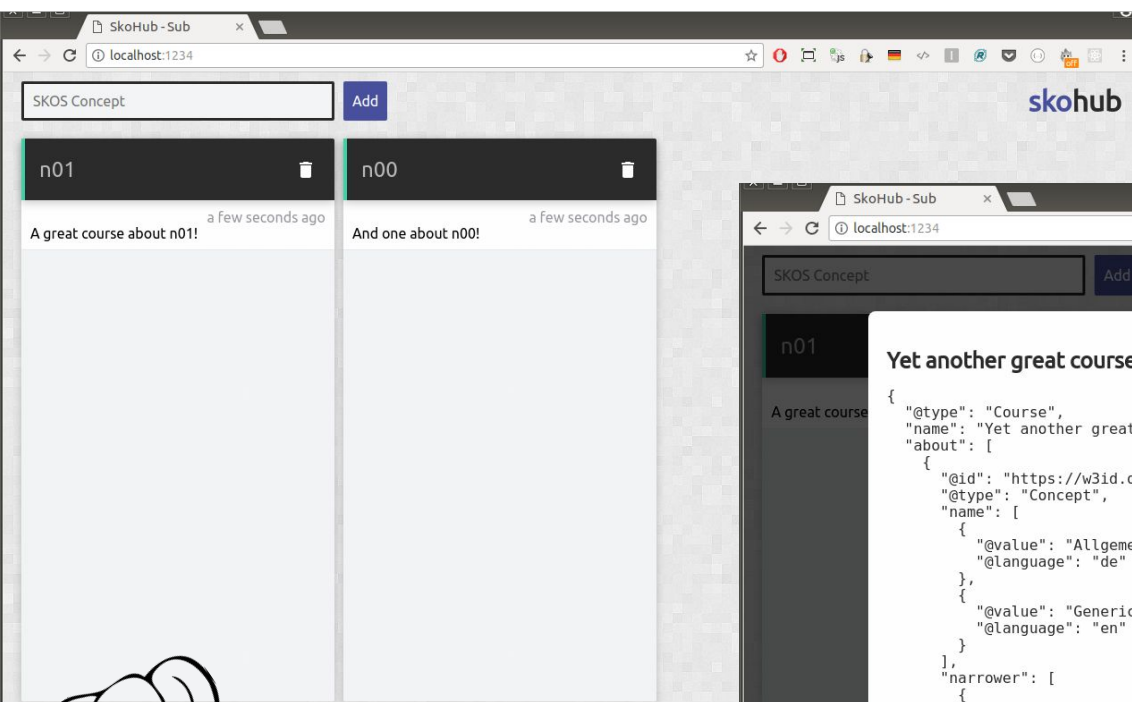 SkoHub - Sub
localhost:1234
js
off
SKOS Concept
Add
skohub
n01
n00
a few seconds ago
a few seconds ago
A great course about n01!
And one about n00!
SkoHub - Sub
localhost:1234
SKOS Concept
Add
n01
A great course
Yet another great course
{
"@type": "Course",
"name": "Yet another great
"about": [
{
"@id": "https://w3id.o
"@type": "Concept",
"name": [
{
"@value": "Allgeme
"@language": "de"
},
{
"@value": "Generic
"@language": "en"
}
],
"narrower": [
{